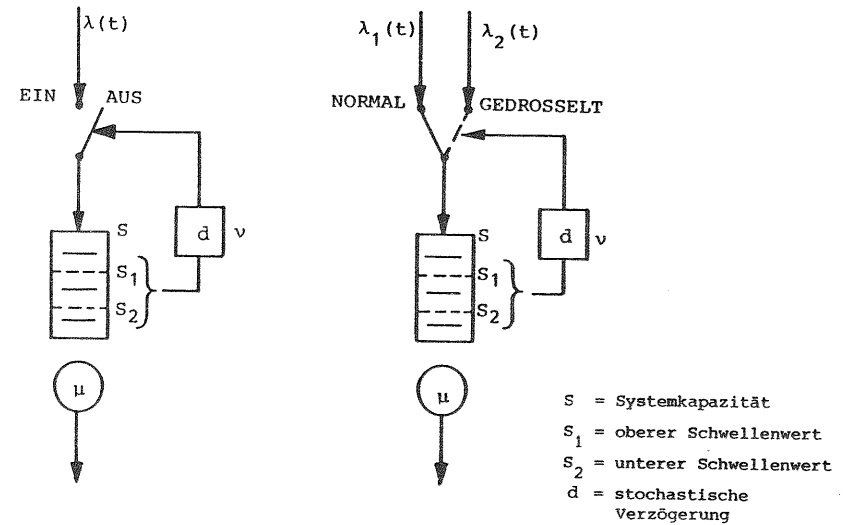 λ(t)
EIN
AUS
S
d
ν
S1
S2
μ
λ1(t)
λ2(t)
NORMAL
GEDROSSELT
S
d
ν
S1
S2
μ
S = Systemkapazität
S1 = oberer Schwellenwert
S2 = unterer Schwellenwert
d = stochastische
Verzögerung